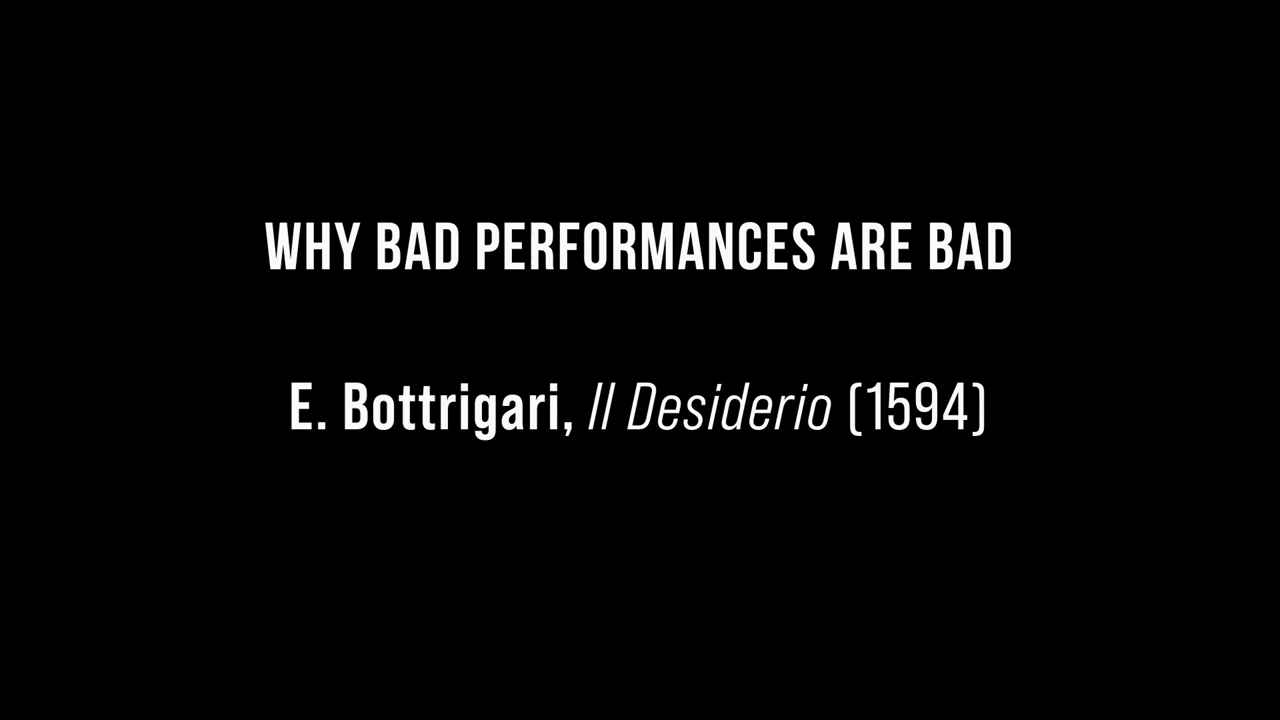 WHY BAD PERFORMANCES ARE BAD
E. Bottrigari, Il Desiderio (1594)